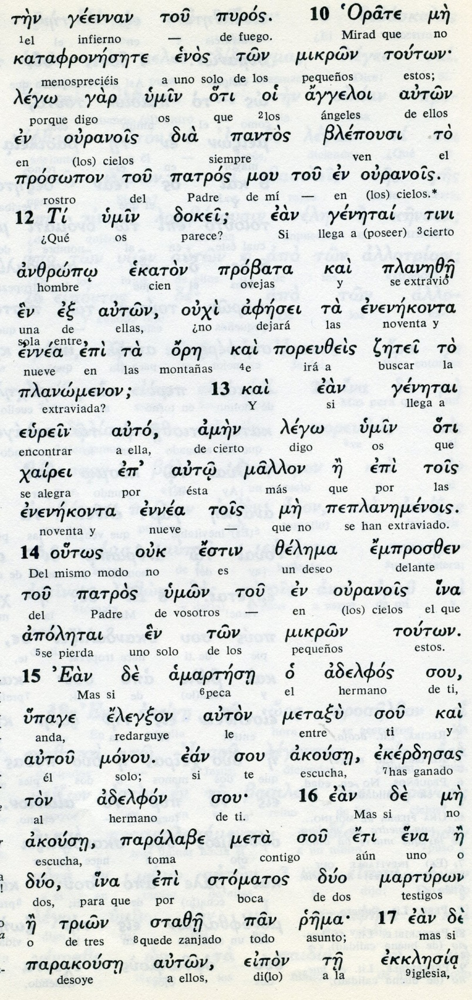 τὴν γέενναν τοῦ πυρός. 10 Ὁρᾶτε μὴ
1el infierno — de fuego. Mirad que no
καταφρονήσητε ἑνὸς τῶν μικρῶν τούτων·
menospreciéis a uno solo de los pequeños estos;
λέγω γὰρ ὑμῖν ὅτι οἱ ἄγγελοι αὐτῶν
porque digo os que 2los ángeles de ellos
ἐν οὐρανοῖς διὰ παντὸς βλέπουσι τὸ
en (los) cielos siempre ven el
πρόσωπον τοῦ πατρός μου τοῦ ἐν οὐρανοῖς.
rostro del Padre de mí — en (los) cielos.*
12 Τί ὑμῖν δοκεῖ; ἐὰν γένηταί τινι
¿Qué os parece? Si llega a (poseer) 3cierto
ἀνθρώπῳ ἑκατὸν πρόβατα καὶ πλανηθῇ
hombre cien ovejas y se extravió
ἓν ἐξ αὐτῶν, οὐχὶ ἀφήσει τὰ ἐνενήκοντα
una de ellas, ¿no dejará las noventa y
sola entre
ἐννέα ἐπὶ τὰ ὄρη καὶ πορευθεὶς ζητεῖ τὸ
nueve en las montañas 4e irá a buscar la
πλανώμενον; 13 καὶ ἐὰν γένηται
extraviada? Y si llega a
εὑρεῖν αὐτό, ἀμὴν λέγω ὑμῖν ὅτι
encontrar a ella, de cierto digo os que
χαίρει ἐπ’ αὐτῷ μᾶλλον ἢ ἐπὶ τοῖς
se alegra por ésta más que por las
ἐνενήκοντα ἐννέα τοῖς μὴ πεπλανημένοις.
noventa y nueve — que no se han extraviado.
14 οὕτως οὐκ ἔστιν θέλημα ἔμπροσθεν
Del mismo modo no es un deseo delante
τοῦ πατρὸς ὑμῶν τοῦ ἐν οὐρανοῖς ἵνα
del Padre de vosotros — en (los) cielos el que
ἀπόληται ἓν τῶν μικρῶν τούτων.
5se pierda uno solo de los pequeños estos.
15 Ἐὰν δὲ ἁμαρτήσῃ ὁ ἀδελφός σου,
Mas si 6peca el hermano de ti,
ὕπαγε ἔλεγξον αὐτὸν μεταξὺ σοῦ καὶ
anda, redarguye le entre ti y
αὐτοῦ μόνου. ἐάν σου ἀκούσῃ, ἐκέρδησας
él solo; si te escucha, 7has ganado
τὸν ἀδελφόν σου· 16 ἐὰν δὲ μὴ
al hermano de ti. Mas si no
ἀκούσῃ, παράλαβε μετὰ σοῦ ἔτι ἕνα ἢ
escucha, toma contigo aún uno o
δύο, ἵνα ἐπὶ στόματος δύο μαρτύρων
dos, para que por boca de dos testigos
ἢ τριῶν σταθῇ πᾶν ῥῆμα· 17 ἐὰν δὲ
o de tres 8quede zanjado todo asunto; mas si
παρακούσῃ αὐτῶν, εἰπὸν τῇ ἐκκλησίᾳ
desoye a ellos, di(lo) a la 9iglesia,